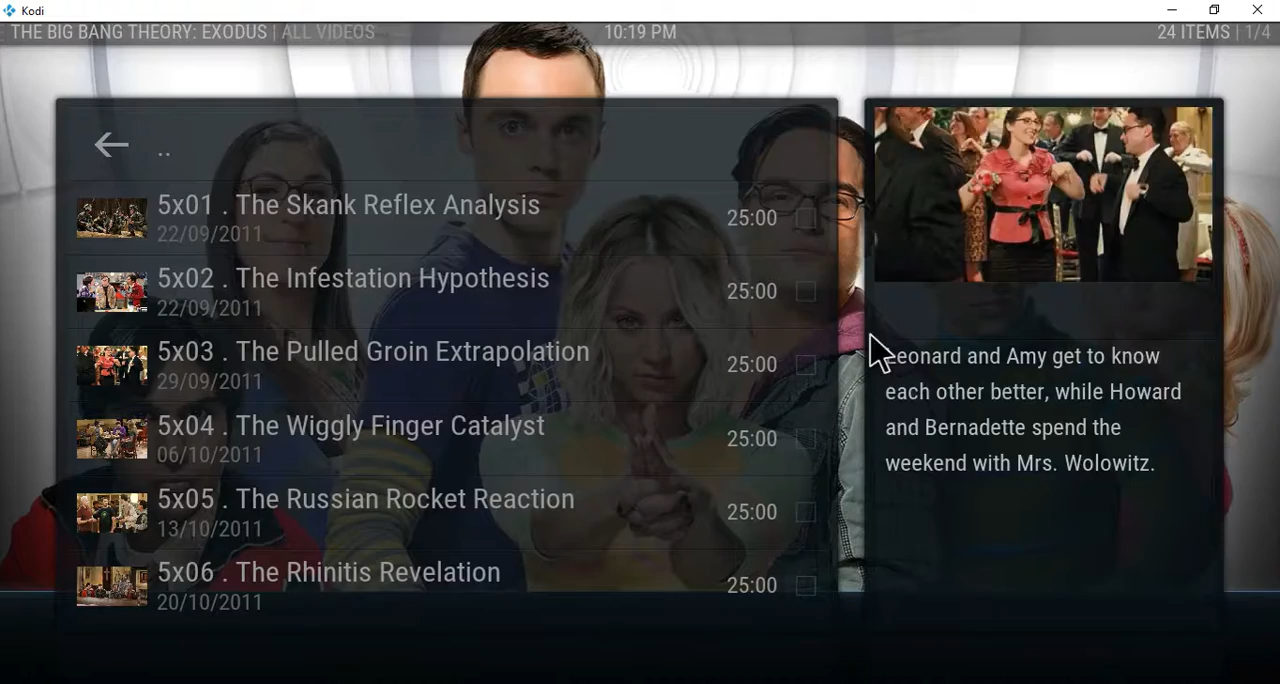 Kodi
THE BIG BANG THEORY: EXODUS | ALL VIDEOS
10:19 PM
24 ITEMS | 1/4
..
5x01 . The Skank Reflex Analysis
22/09/2011
25:00
5x02 . The Infestation Hypothesis
22/09/2011
25:00
5x03 . The Pulled Groin Extrapolation
29/09/2011
25:00
5x04 . The Wiggly Finger Catalyst
06/10/2011
25:00
5x05 . The Russian Rocket Reaction
13/10/2011
25:00
5x06 . The Rhinitis Revelation
20/10/2011
25:00
Leonard and Amy get to know
each other better, while Howard
and Bernadette spend the
weekend with Mrs. Wolowitz.